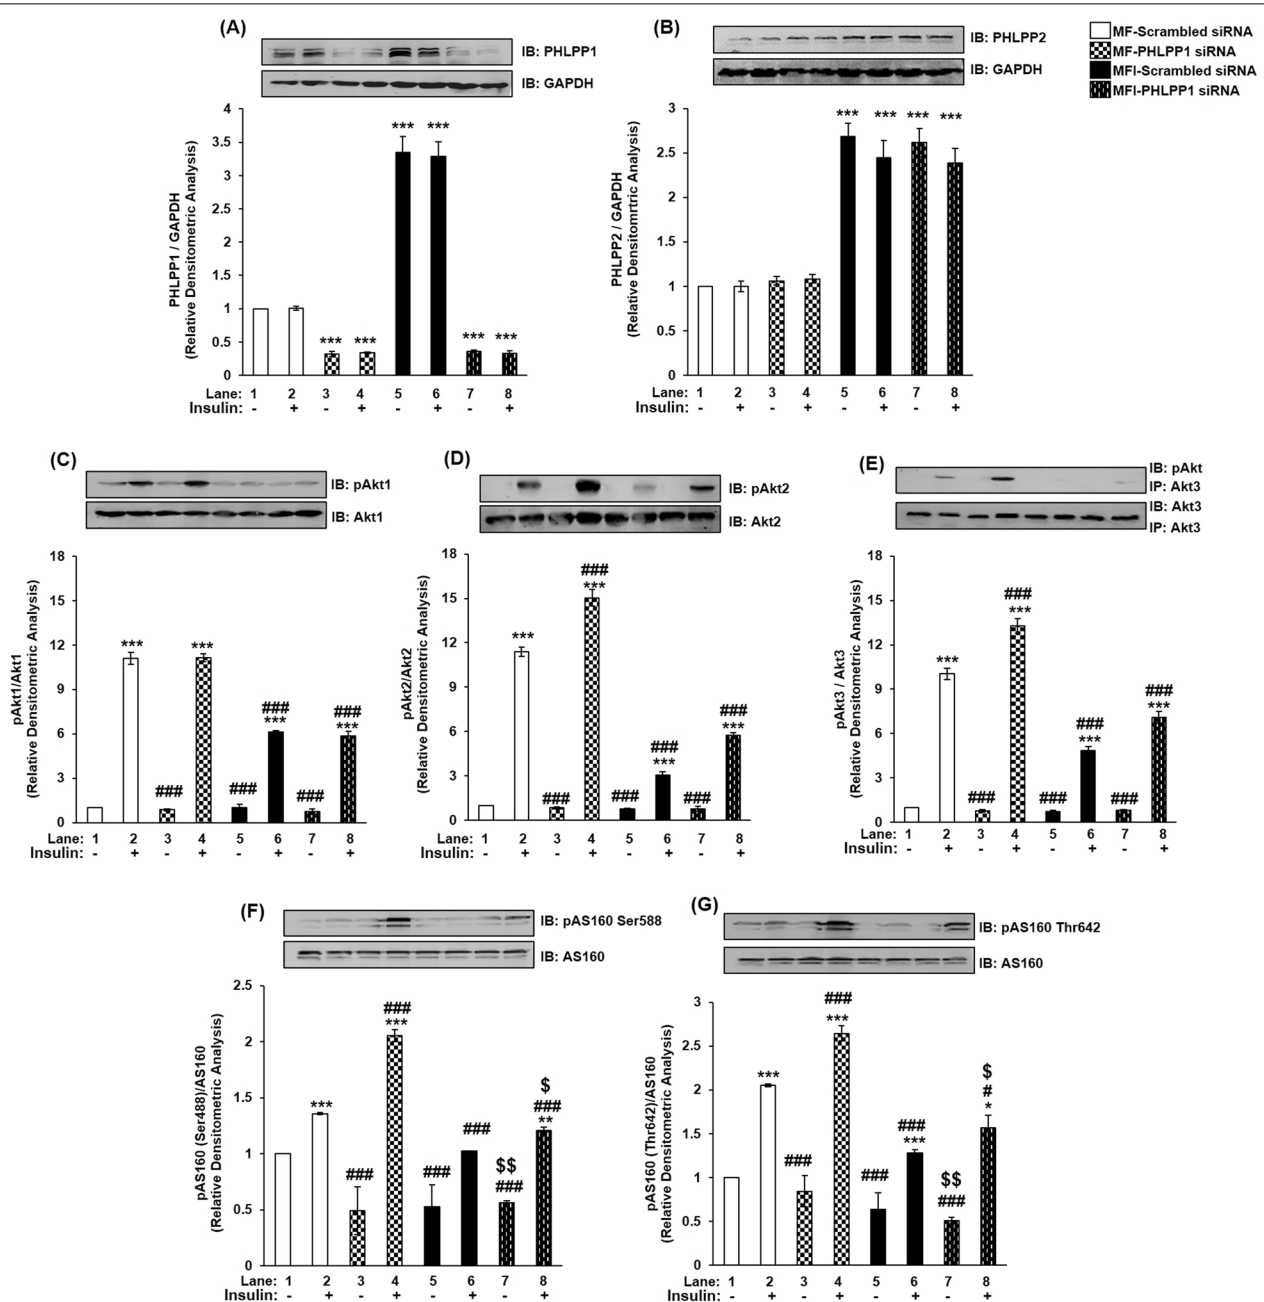 (A)
IB: PHLPP1
IB: GAPDH
PHLPP1 / GAPDH
(Relative Densitometric Analysis)
4
3.5
3
2.5
2
1.5
1
0.5
0
*** *** *** *** *** ***
Lane: 1 2 3 4 5 6 7 8
Insulin: - + - + - + - +
(B)
IB: PHLPP2
IB: GAPDH
PHLPP2 / GAPDH
(Relative Densitomrtric Analysis)
3
2.5
2
1.5
1
0.5
0
*** *** *** ***
Lane: 1 2 3 4 5 6 7 8
Insulin: - + - + - + - +
MF-Scrambled siRNA
MF-PHLPP1 siRNA
MFI-Scrambled siRNA
MFI-PHLPP1 siRNA
(C)
IB: pAkt1
IB: Akt1
pAkt1/Akt1
(Relative Densitometric Analysis)
18
15
12
9
6
3
0
*** ***
### ###
*** ***
### ### ###
Lane: 1 2 3 4 5 6 7 8
Insulin: - + - + - + - +
(D)
IB: pAkt2
IB: Akt2
pAkt2/Akt2
(Relative Densitometric Analysis)
18
15
12
9
6
3
0
###
***
***
###
***
###
***
### ### ###
Lane: 1 2 3 4 5 6 7 8
Insulin: - + - + - + - +
(E)
IB: pAkt
IP: Akt3
IB: Akt3
IP: Akt3
pAkt3 / Akt3
(Relative Densitometric Analysis)
18
15
12
9
6
3
0
###
***
***
###
***
###
***
### ### ###
Lane: 1 2 3 4 5 6 7 8
Insulin: - + - + - + - +
(F)
IB: pAS160 Ser588
IB: AS160
pAS160 (Ser488)/AS160
(Relative Densitometric Analysis)
2.5
2
1.5
1
0.5
0
###
***
***
$
###
**
###
$$
###
### ###
Lane: 1 2 3 4 5 6 7 8
Insulin: - + - + - + - +
(G)
IB: pAS160 Thr642
IB: AS160
pAS160 (Thr642)/AS160
(Relative Densitometric Analysis)
3
2.5
2
1.5
1
0.5
0
###
***
***
$
#
*
###
***
###
###
$$
###
Lane: 1 2 3 4 5 6 7 8
Insulin: - + - + - + - +